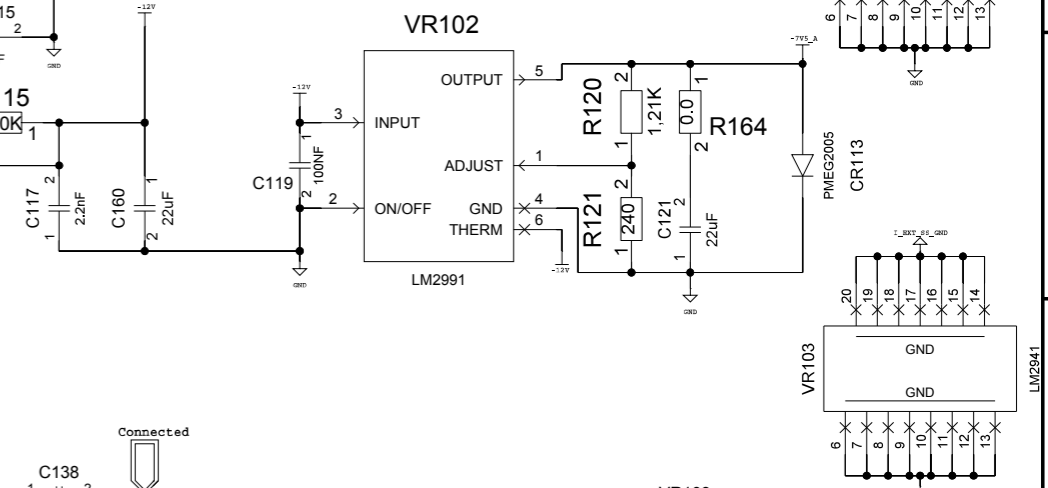 15
2
GND
-12V
15
0K
1
C117
2
2.2nF
1
C160
1
22uF
2
-12V
C119
1
100NF
2
GND
VR102
3
INPUT
2
ON/OFF
OUTPUT
5
ADJUST
1
GND
4
THERM
6
LM2991
-12V
R120
2
1,21K
1
R121
2
240
1
1
0.0
R164
2
C121
2
22uF
1
GND
-7V5_A
PMEG2005
CR113
6
7
8
9
10
11
12
13
GND
I_EXT_SS_GND
20
19
18
17
16
15
14
VR103
GND
GND
LM2941
6
7
8
9
10
11
12
13
Connected
C138
1
2